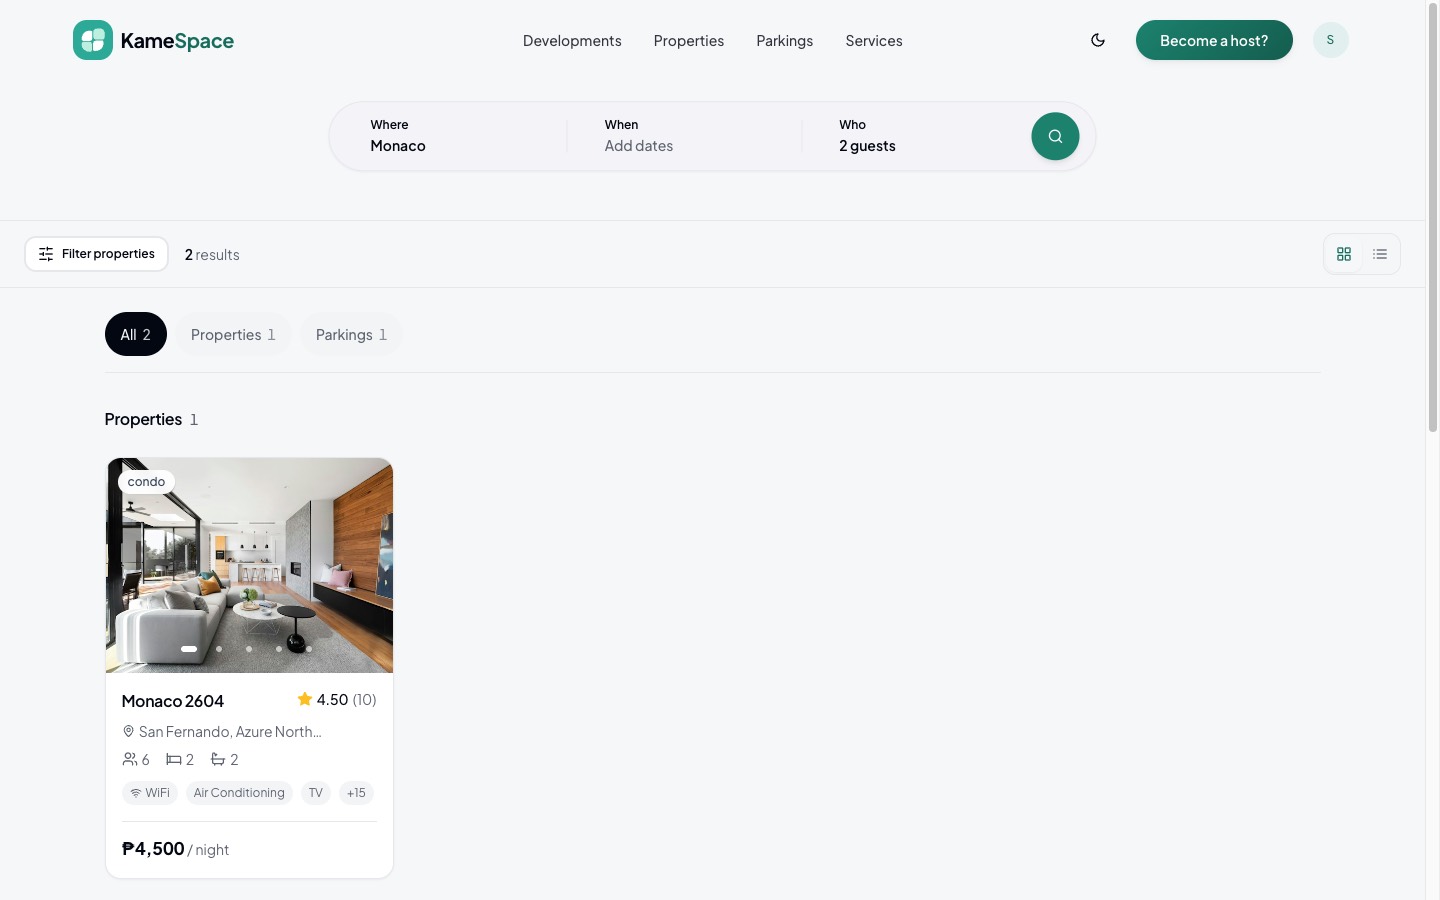 KameSpace
Developments
Properties
Parkings
Services
Become a host?
S
Where
Monaco
When
Add dates
Who
2 guests
Filter properties
2 results
All 2
Properties 1
Parkings 1
Properties 1
condo
Monaco 2604
4.50 (10)
San Fernando, Azure North...
6
2
2
WiFi
Air Conditioning
TV
+15
₱4,500 / night